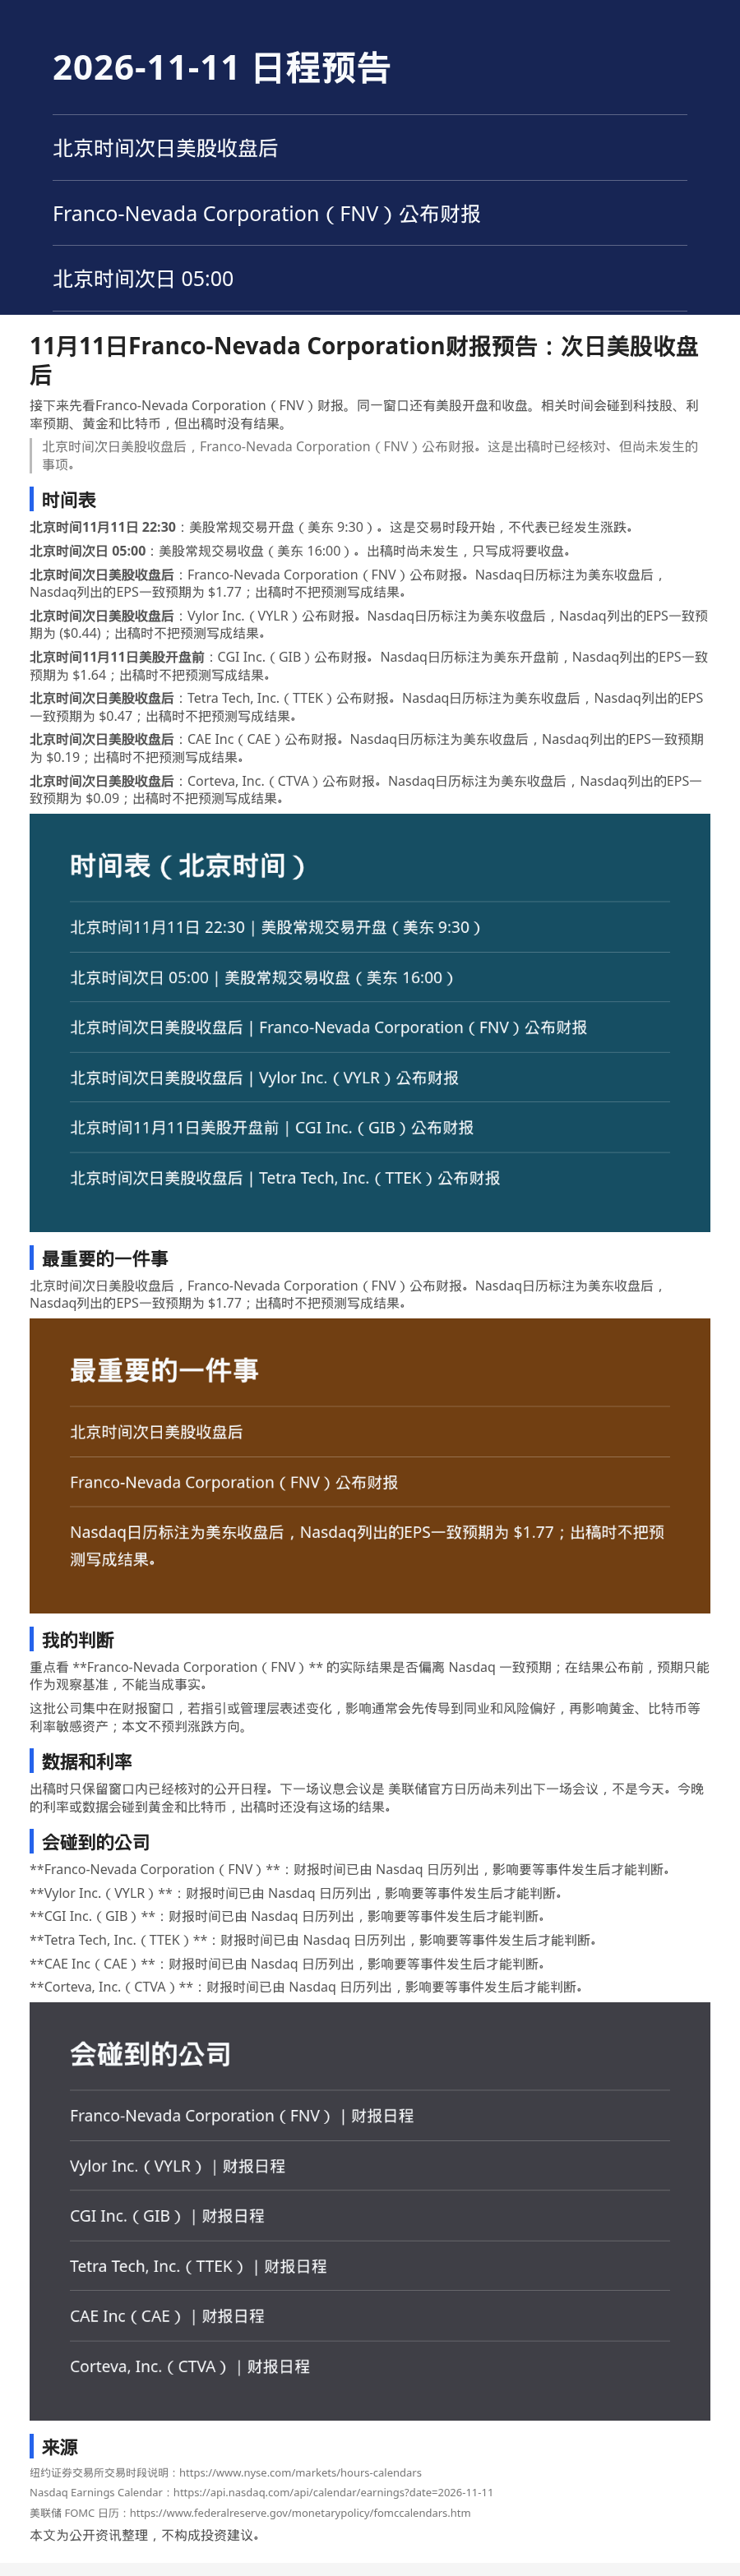 2026-11-11 日程预告
北京时间次日美股收盘后
Franco-Nevada Corporation（FNV）公布财报
北京时间次日 05:00
11月11日Franco-Nevada Corporation财报预告：次日美股收盘
后
接下来先看Franco-Nevada Corporation（FNV）财报。同一窗口还有美股开盘和收盘。相关时间会碰到科技股、利
率预期、黄金和比特币，但出稿时没有结果。
北京时间次日美股收盘后，Franco-Nevada Corporation（FNV）公布财报。这是出稿时已经核对、但尚未发生的
事项。
时间表
北京时间11月11日 22:30：美股常规交易开盘（美东 9:30）。这是交易时段开始，不代表已经发生涨跌。
北京时间次日 05:00：美股常规交易收盘（美东 16:00）。出稿时尚未发生，只写成将要收盘。
北京时间次日美股收盘后：Franco-Nevada Corporation（FNV）公布财报。Nasdaq日历标注为美东收盘后，
Nasdaq列出的EPS一致预期为 $1.77；出稿时不把预测写成结果。
北京时间次日美股收盘后：Vylor Inc.（VYLR）公布财报。Nasdaq日历标注为美东收盘后，Nasdaq列出的EPS一致预
期为 ($0.44)；出稿时不把预测写成结果。
北京时间11月11日美股开盘前：CGI Inc.（GIB）公布财报。Nasdaq日历标注为美东开盘前，Nasdaq列出的EPS一致
预期为 $1.64；出稿时不把预测写成结果。
北京时间次日美股收盘后：Tetra Tech, Inc.（TTEK）公布财报。Nasdaq日历标注为美东收盘后，Nasdaq列出的EPS
一致预期为 $0.47；出稿时不把预测写成结果。
北京时间次日美股收盘后：CAE Inc（CAE）公布财报。Nasdaq日历标注为美东收盘后，Nasdaq列出的EPS一致预期
为 $0.19；出稿时不把预测写成结果。
北京时间次日美股收盘后：Corteva, Inc.（CTVA）公布财报。Nasdaq日历标注为美东收盘后，Nasdaq列出的EPS一
致预期为 $0.09；出稿时不把预测写成结果。
时间表（北京时间）
北京时间11月11日 22:30 | 美股常规交易开盘（美东 9:30）
北京时间次日 05:00 | 美股常规交易收盘（美东 16:00）
北京时间次日美股收盘后 | Franco-Nevada Corporation（FNV）公布财报
北京时间次日美股收盘后 | Vylor Inc.（VYLR）公布财报
北京时间11月11日美股开盘前 | CGI Inc.（GIB）公布财报
北京时间次日美股收盘后 | Tetra Tech, Inc.（TTEK）公布财报
最重要的一件事
北京时间次日美股收盘后，Franco-Nevada Corporation（FNV）公布财报。Nasdaq日历标注为美东收盘后，
Nasdaq列出的EPS一致预期为 $1.77；出稿时不把预测写成结果。
最重要的一件事
北京时间次日美股收盘后
Franco-Nevada Corporation（FNV）公布财报
Nasdaq日历标注为美东收盘后，Nasdaq列出的EPS一致预期为 $1.77；出稿时不把预
测写成结果。
我的判断
重点看 **Franco-Nevada Corporation（FNV）** 的实际结果是否偏离 Nasdaq 一致预期；在结果公布前，预期只能
作为观察基准，不能当成事实。
这批公司集中在财报窗口，若指引或管理层表述变化，影响通常会先传导到同业和风险偏好，再影响黄金、比特币等
利率敏感资产；本文不预判涨跌方向。
数据和利率
出稿时只保留窗口内已经核对的公开日程。下一场议息会议是 美联储官方日历尚未列出下一场会议，不是今天。今晚
的利率或数据会碰到黄金和比特币，出稿时还没有这场的结果。
会碰到的公司
**Franco-Nevada Corporation（FNV）**：财报时间已由 Nasdaq 日历列出，影响要等事件发生后才能判断。
**Vylor Inc.（VYLR）**：财报时间已由 Nasdaq 日历列出，影响要等事件发生后才能判断。
**CGI Inc.（GIB）**：财报时间已由 Nasdaq 日历列出，影响要等事件发生后才能判断。
**Tetra Tech, Inc.（TTEK）**：财报时间已由 Nasdaq 日历列出，影响要等事件发生后才能判断。
**CAE Inc（CAE）**：财报时间已由 Nasdaq 日历列出，影响要等事件发生后才能判断。
**Corteva, Inc.（CTVA）**：财报时间已由 Nasdaq 日历列出，影响要等事件发生后才能判断。
会碰到的公司
Franco-Nevada Corporation（FNV） | 财报日程
Vylor Inc.（VYLR） | 财报日程
CGI Inc.（GIB） | 财报日程
Tetra Tech, Inc.（TTEK） | 财报日程
CAE Inc（CAE） | 财报日程
Corteva, Inc.（CTVA） | 财报日程
来源
纽约证券交易所交易时段说明：https://www.nyse.com/markets/hours-calendars
Nasdaq Earnings Calendar：https://api.nasdaq.com/api/calendar/earnings?date=2026-11-11
美联储 FOMC 日历：https://www.federalreserve.gov/monetarypolicy/fomccalendars.htm
本文为公开资讯整理，不构成投资建议。